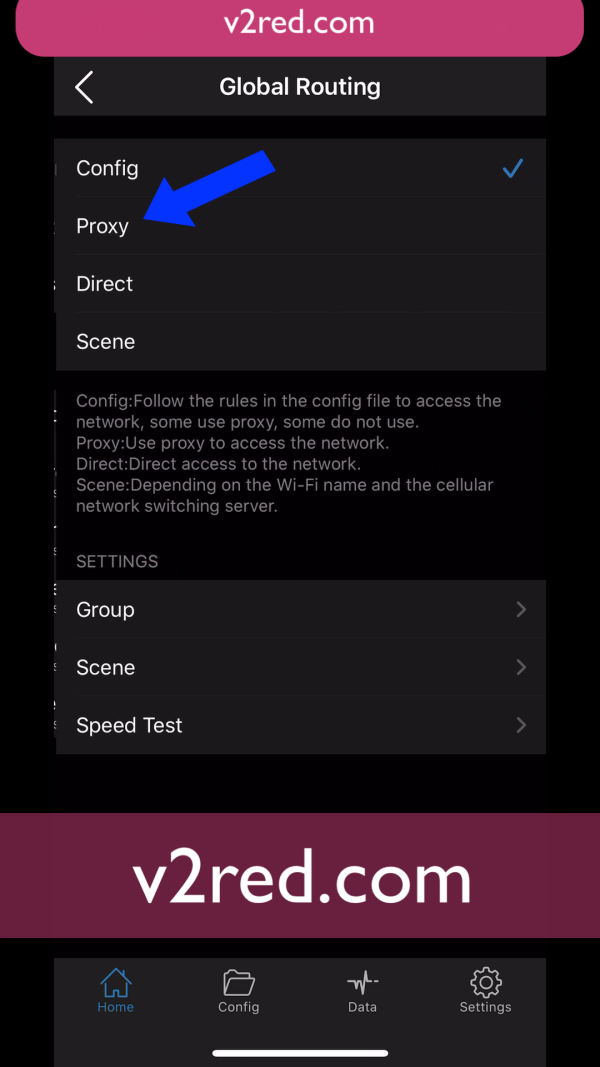 v2red.com
Global Routing
Config
Proxy
Direct
Scene
Config:Follow the rules in the config file to access the
network, some use proxy, some do not use.
Proxy:Use proxy to access the network.
Direct:Direct access to the network.
Scene:Depending on the Wi-Fi name and the cellular
network switching server.
SETTINGS
Group
Scene
Speed Test
v2red.com
Home
Config
Data
Settings